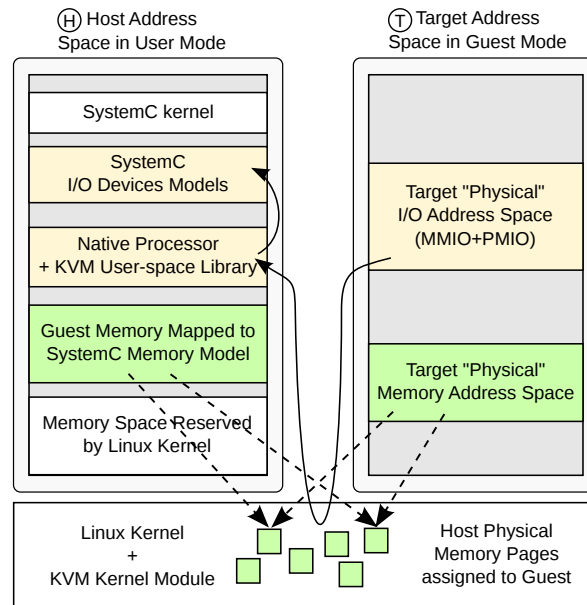 H Host Address
Space in User Mode
SystemC kernel
SystemC
I/O Devices Models
Native Processor
+ KVM User-space Library
Guest Memory Mapped to
SystemC Memory Model
Memory Space Reserved
by Linux Kernel
T Target Address
Space in Guest Mode
Target "Physical"
I/O Address Space
(MMIO+PMIO)
Target "Physical"
Memory Address Space
Linux Kernel
+
KVM Kernel Module
Host Physical
Memory Pages
assigned to Guest